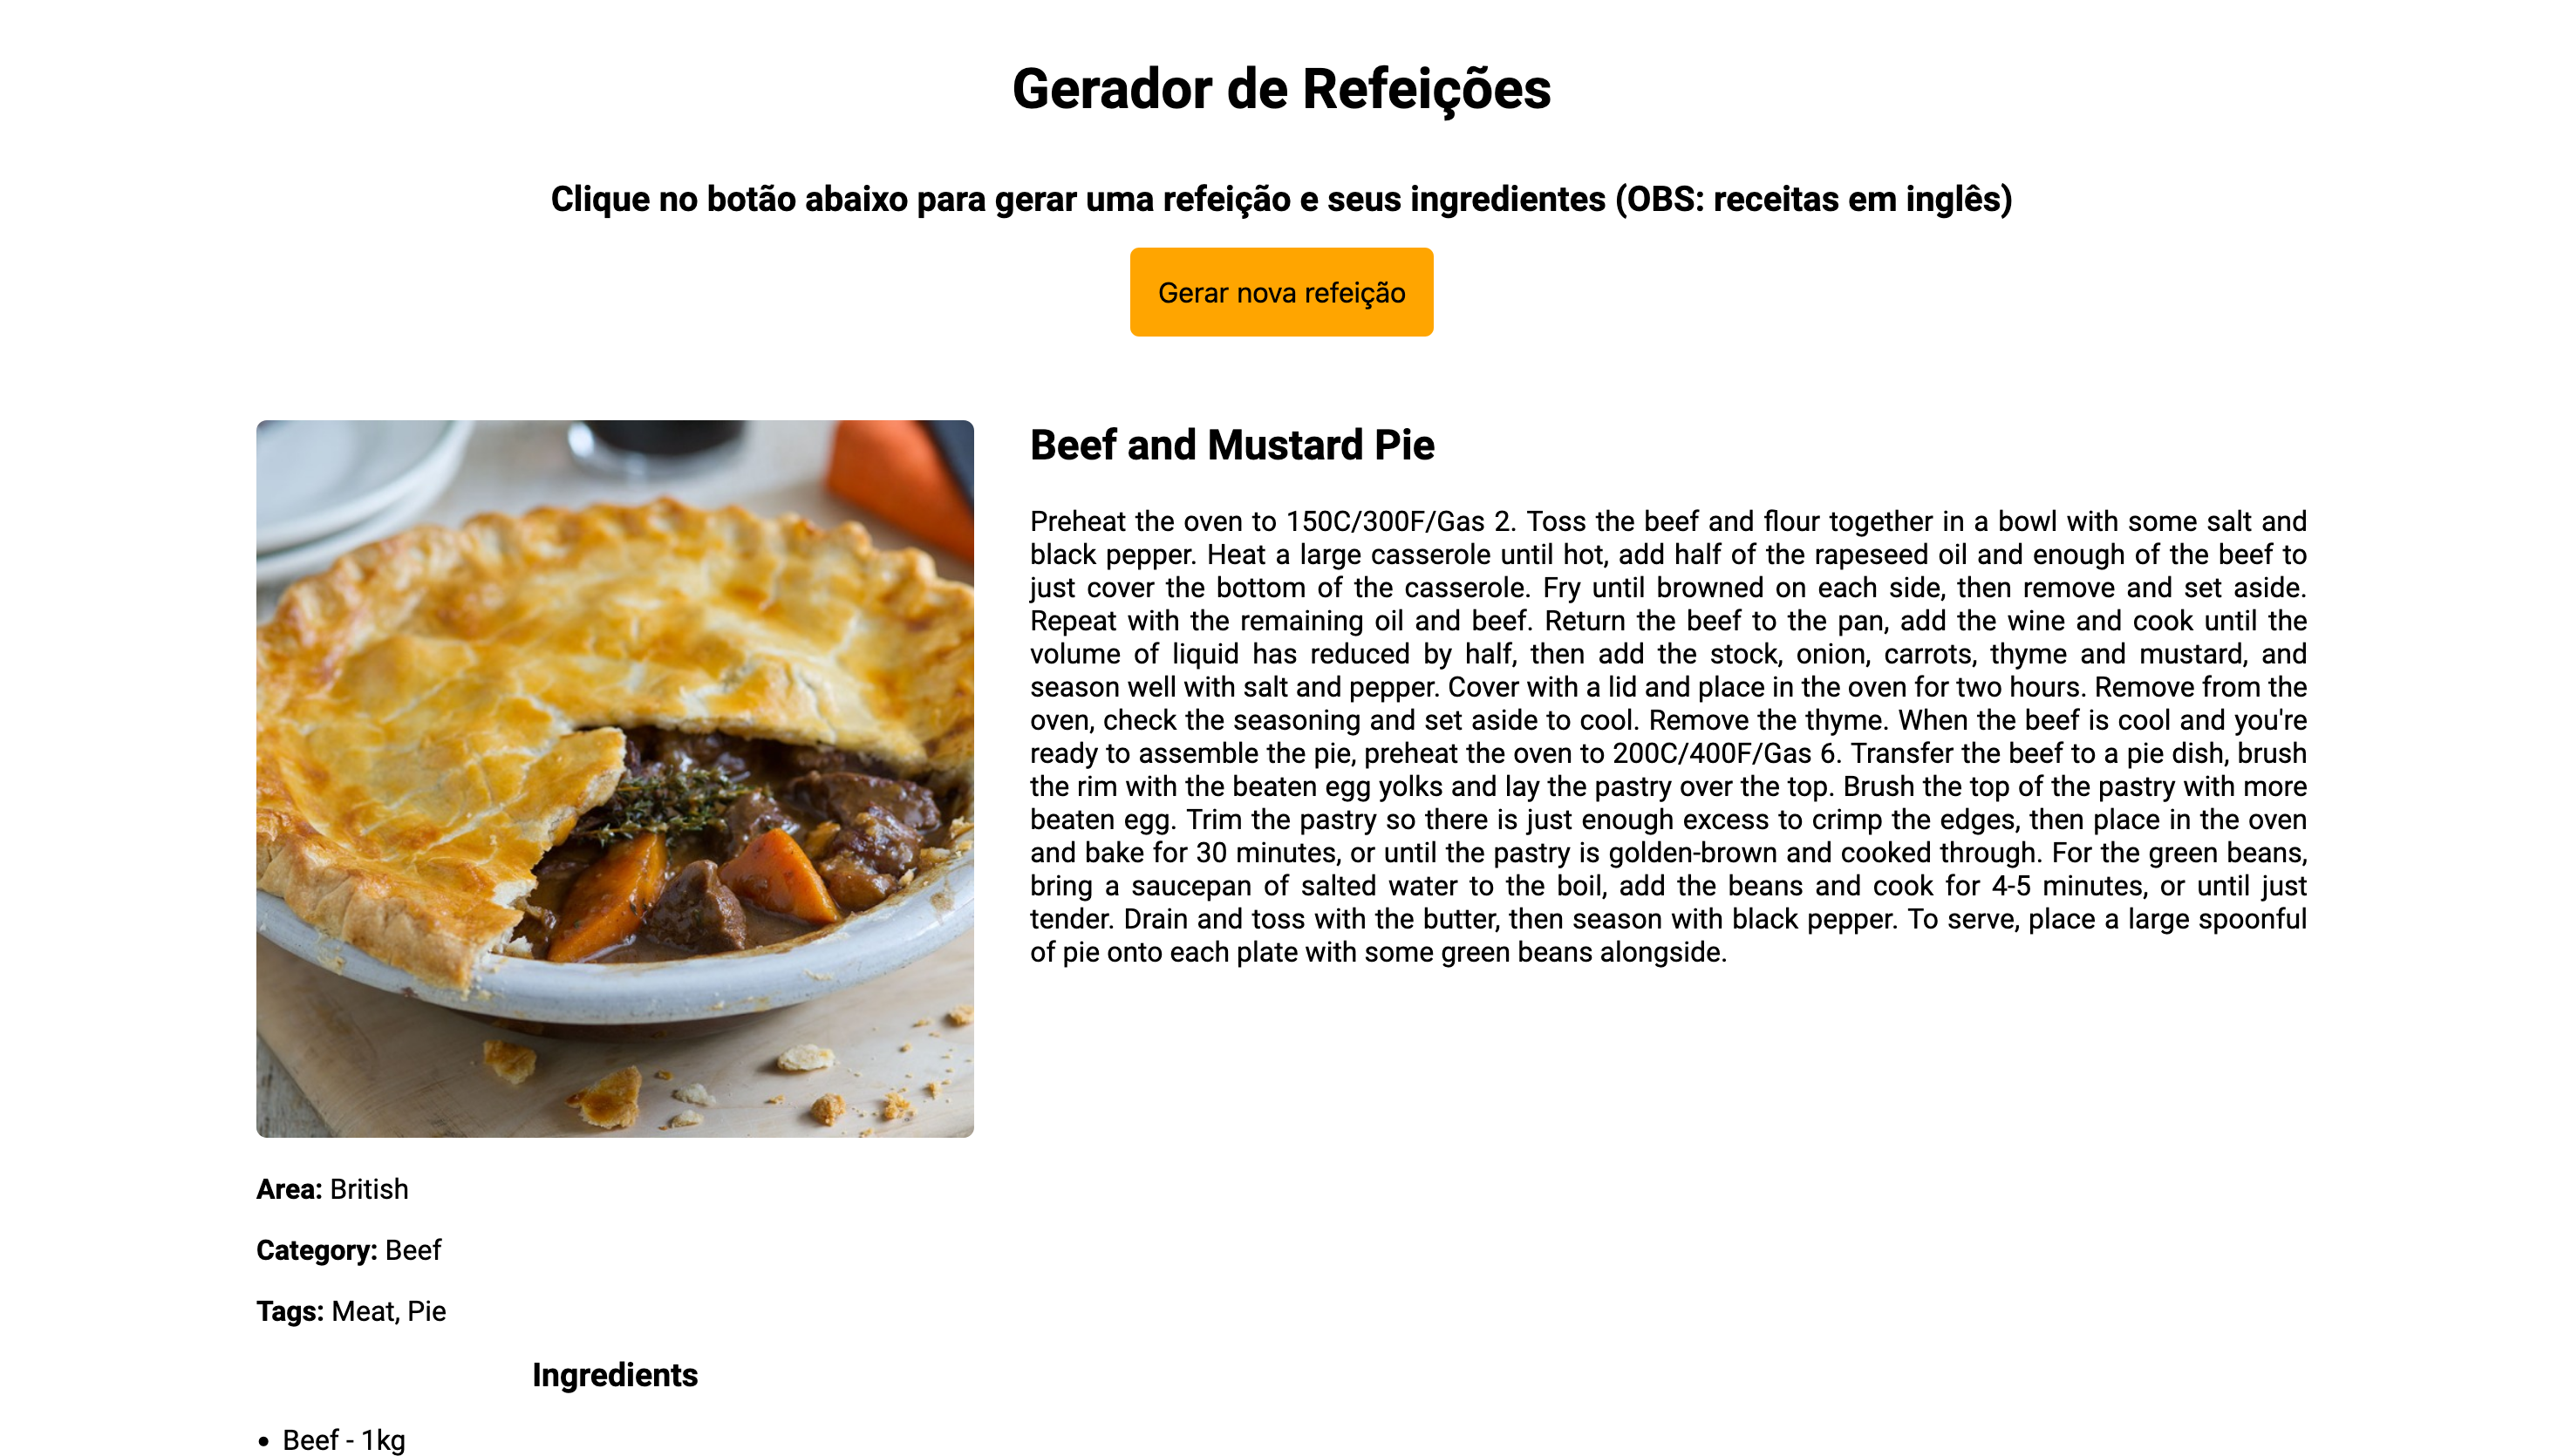 Gerador de Refeições
Clique no botão abaixo para gerar uma refeição e seus ingredientes (OBS: receitas em inglês)
Gerar nova refeição
Beef and Mustard Pie
Preheat the oven to 150C/300F/Gas 2. Toss the beef and flour together in a bowl with some salt and
black pepper. Heat a large casserole until hot, add half of the rapeseed oil and enough of the beef to
just cover the bottom of the casserole. Fry until browned on each side, then remove and set aside.
Repeat with the remaining oil and beef. Return the beef to the pan, add the wine and cook until the
volume of liquid has reduced by half, then add the stock, onion, carrots, thyme and mustard, and
season well with salt and pepper. Cover with a lid and place in the oven for two hours. Remove from the
oven, check the seasoning and set aside to cool. Remove the thyme. When the beef is cool and you're
ready to assemble the pie, preheat the oven to 200C/400F/Gas 6. Transfer the beef to a pie dish, brush
the rim with the beaten egg yolks and lay the pastry over the top. Brush the top of the pastry with more
beaten egg. Trim the pastry so there is just enough excess to crimp the edges, then place in the oven
and bake for 30 minutes, or until the pastry is golden-brown and cooked through. For the green beans,
bring a saucepan of salted water to the boil, add the beans and cook for 4-5 minutes, or until just
tender. Drain and toss with the butter, then season with black pepper. To serve, place a large spoonful
of pie onto each plate with some green beans alongside.
Area: British
Category: Beef
Tags: Meat, Pie
Ingredients
• Beef - 1kg